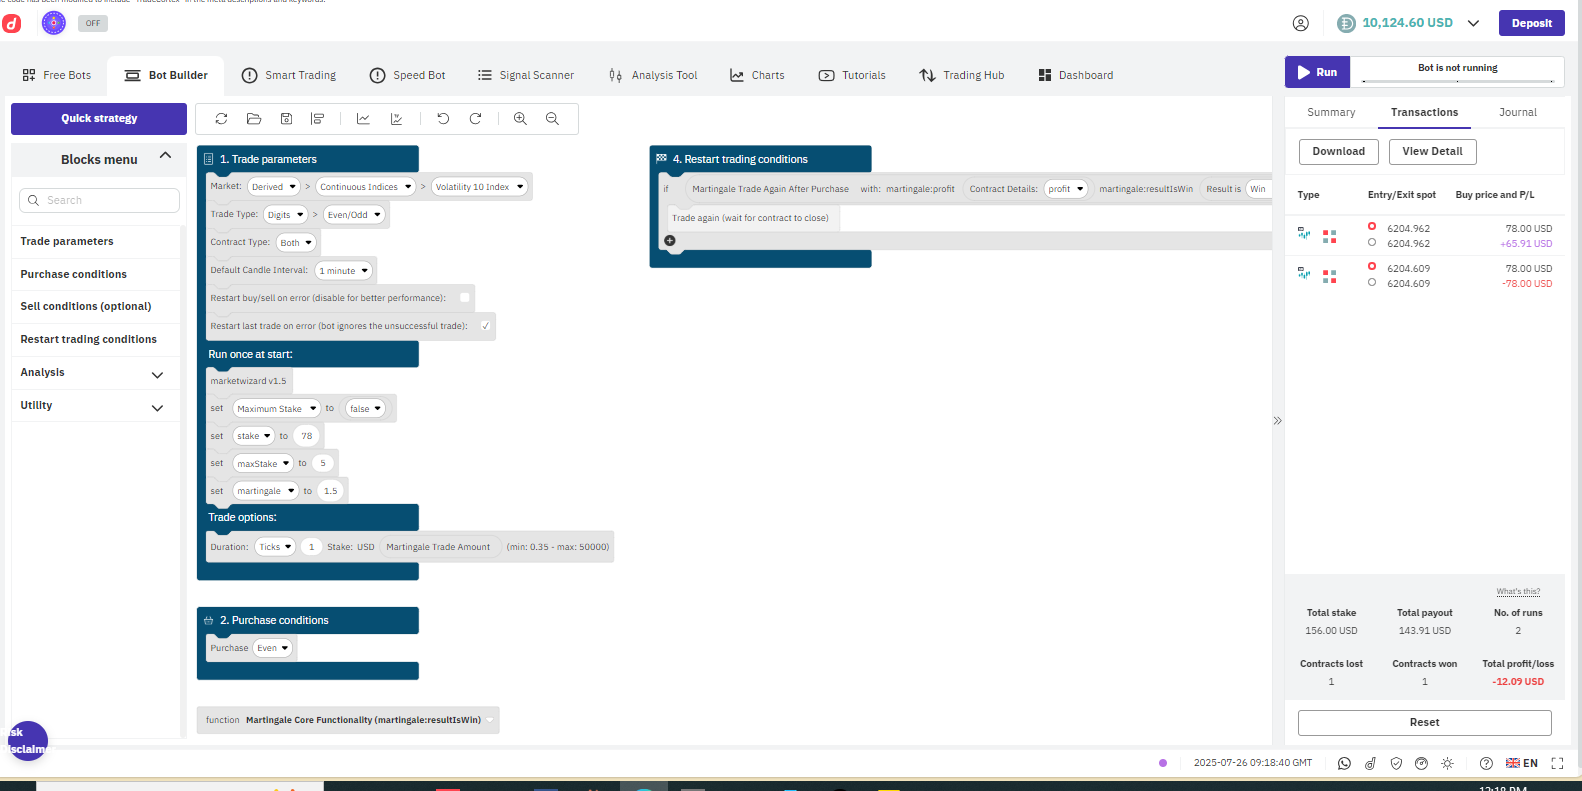 OFF
10,124.60 USD
Deposit
Free Bots
Bot Builder
Smart Trading
Speed Bot
Signal Scanner
Analysis Tool
Charts
Tutorials
Trading Hub
Dashboard
Run
Bot is not running
Quick strategy
Blocks menu
Search
Trade parameters
Purchase conditions
Sell conditions (optional)
Restart trading conditions
Analysis
Utility
1. Trade parameters
Market: Derived > Continuous Indices > Volatility 10 Index
Trade Type: Digits > Even/Odd
Contract Type: Both
Default Candle Interval: 1 minute
Restart buy/sell on error (disable for better performance):
Restart last trade on error (bot ignores the unsuccessful trade): ✓
Run once at start:
marketwizard v1.5
set Maximum Stake to false
set stake to 78
set maxStake to 5
set martingale to 1.5
Trade options:
Duration: Ticks 1 Stake: USD Martingale Trade Amount (min: 0.35 - max: 50000)
2. Purchase conditions
Purchase Even
function Martingale Core Functionality (martingale:resultIsWin)
4. Restart trading conditions
if Martingale Trade Again After Purchase with: martingale:profit Contract Details: profit martingale:resultIsWin Result is Win
Trade again (wait for contract to close)
Summary
Transactions
Journal
Download
View Detail
Type
Entry/Exit spot
Buy price and P/L
6204.962 78.00 USD
6204.962 +65.91 USD
6204.609 78.00 USD
6204.609 -78.00 USD
What's this?
Total stake
156.00 USD
Total payout
143.91 USD
No. of runs
2
Contracts lost
1
Contracts won
1
Total profit/loss
-12.09 USD
Reset
2025-07-26 09:18:40 GMT
EN